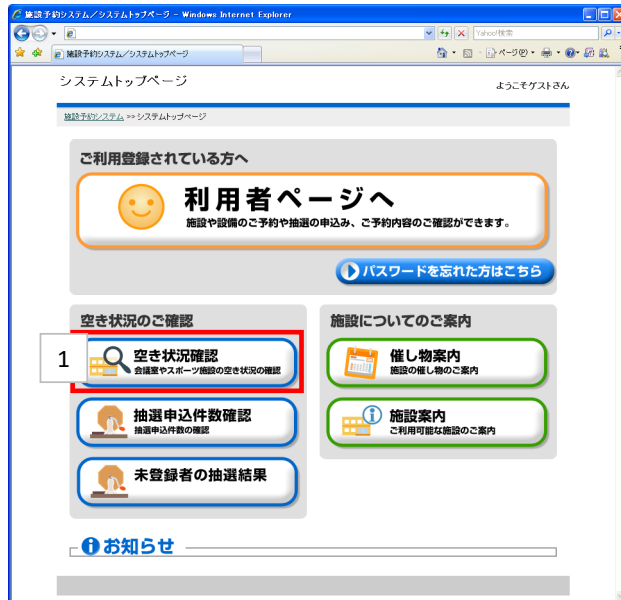 施設予約システム/システムトップページ - Windows Internet Explorer
Yahoo!検索
施設予約システム/システムトップページ
ページ(P)
システムトップページ
ようこそゲストさん
施設予約システム >> システムトップページ
ご利用登録されている方へ
利用者ページへ
施設や設備のご予約や抽選の申込み、ご予約内容のご確認ができます。
パスワードを忘れた方はこちら
空き状況のご確認
1
空き状況確認
会議室やスポーツ施設の空き状況の確認
抽選申込件数確認
抽選申込件数の確認
未登録者の抽選結果
施設についてのご案内
催し物案内
施設の催し物のご案内
施設案内
ご利用可能な施設のご案内
お知らせ